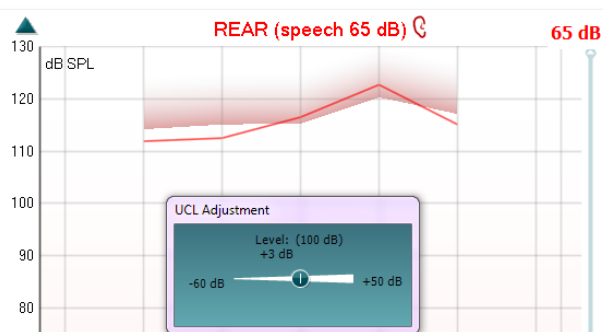 REAR (speech 65 dB)
65 dB
130
dB SPL
120
110
100
UCL Adjustment
Level: (100 dB)
+3 dB
90
-60 dB
+50 dB
80